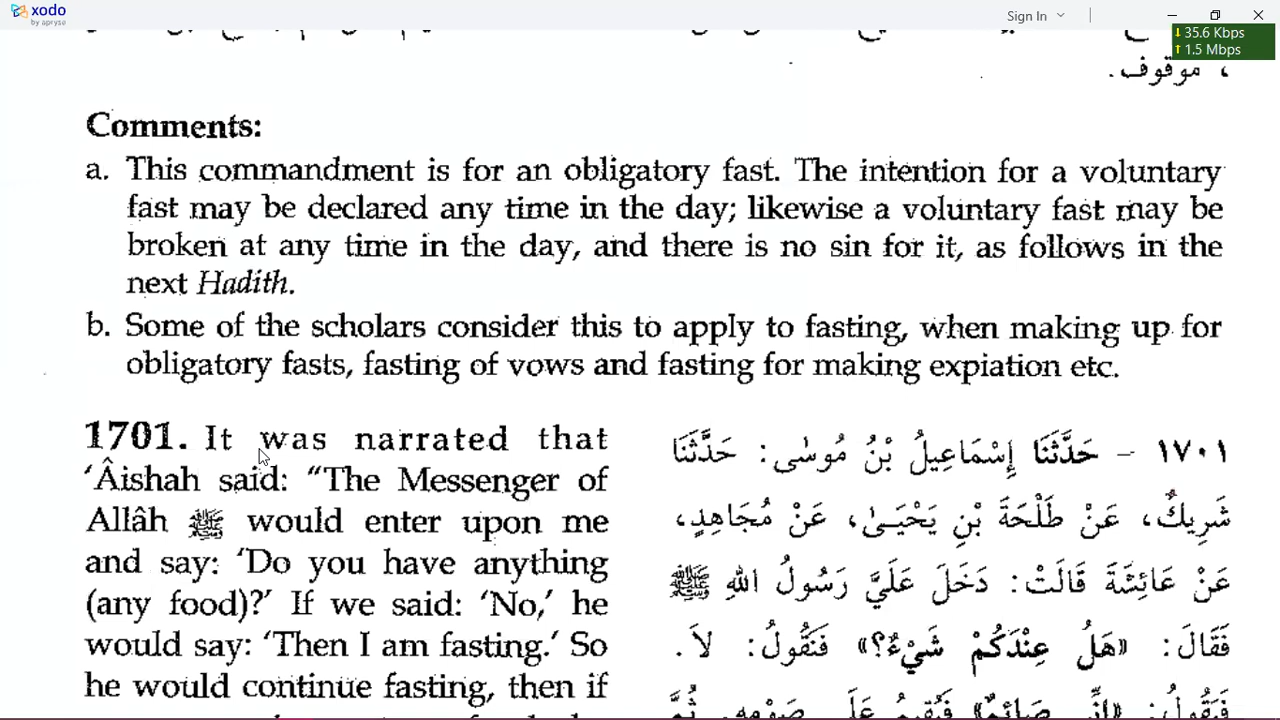 xodo
by apryse
Sign In
35.6 Kbps
1.5 Mbps
، موقوف.
Comments:
a. This commandment is for an obligatory fast. The intention for a voluntary
fast may be declared any time in the day; likewise a voluntary fast may be
broken at any time in the day, and there is no sin for it, as follows in the
next Hadith.
b. Some of the scholars consider this to apply to fasting, when making up for
obligatory fasts, fasting of vows and fasting for making expiation etc.
1701. It was narrated that
‘Âishah said: “The Messenger of
Allâh ﷺ would enter upon me
and say: ‘Do you have anything
(any food)?’ If we said: ‘No,’ he
would say: ‘Then I am fasting.’ So
he would continue fasting, then if
١٧٠١ - حَدَّثَنَا إِسْمَاعِيلُ بْنُ مُوسَى: حَدَّثَنَا
شَرِيكٌ، عَنْ طَلْحَةَ بْنِ يَحْيَىٰ، عَنْ مُجَاهِدٍ،
عَنْ عَائِشَةَ قَالَتْ: دَخَلَ عَلَيَّ رَسُولُ اللهِ ﷺ
فَقَالَ: «هَلْ عِنْدَكُمْ شَيْءٌ؟» فَنَقُولُ: لاَ.
فَيَقُولُ: «إِنِّي صَائِمٌ» فَيُقِيمُ عَلَى صَوْمِهِ. ثُمَّ